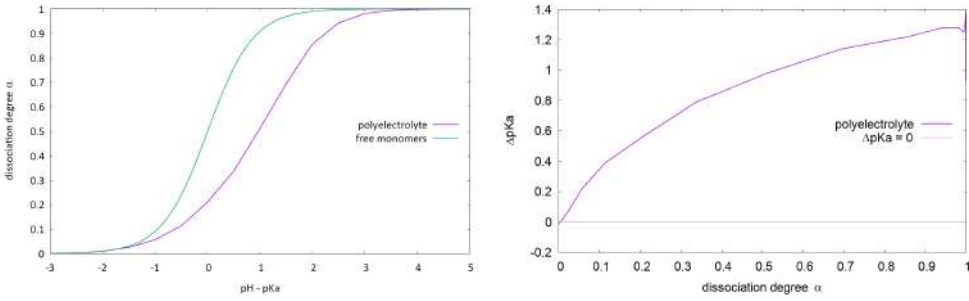 1
0.9
0.8
0.7
0.6
0.5
0.4
0.3
0.2
0.1
0
dissociation degree α
-3 -2 -1 0 1 2 3 4 5
pH - pKa
polyelectrolyte
free monomers
1.4
1.2
1
0.8
0.6
0.4
0.2
0
-0.2
ΔpKa
0 0.1 0.2 0.3 0.4 0.5 0.6 0.7 0.8 0.9 1
dissociation degree α
polyelectrolyte
ΔpKa = 0